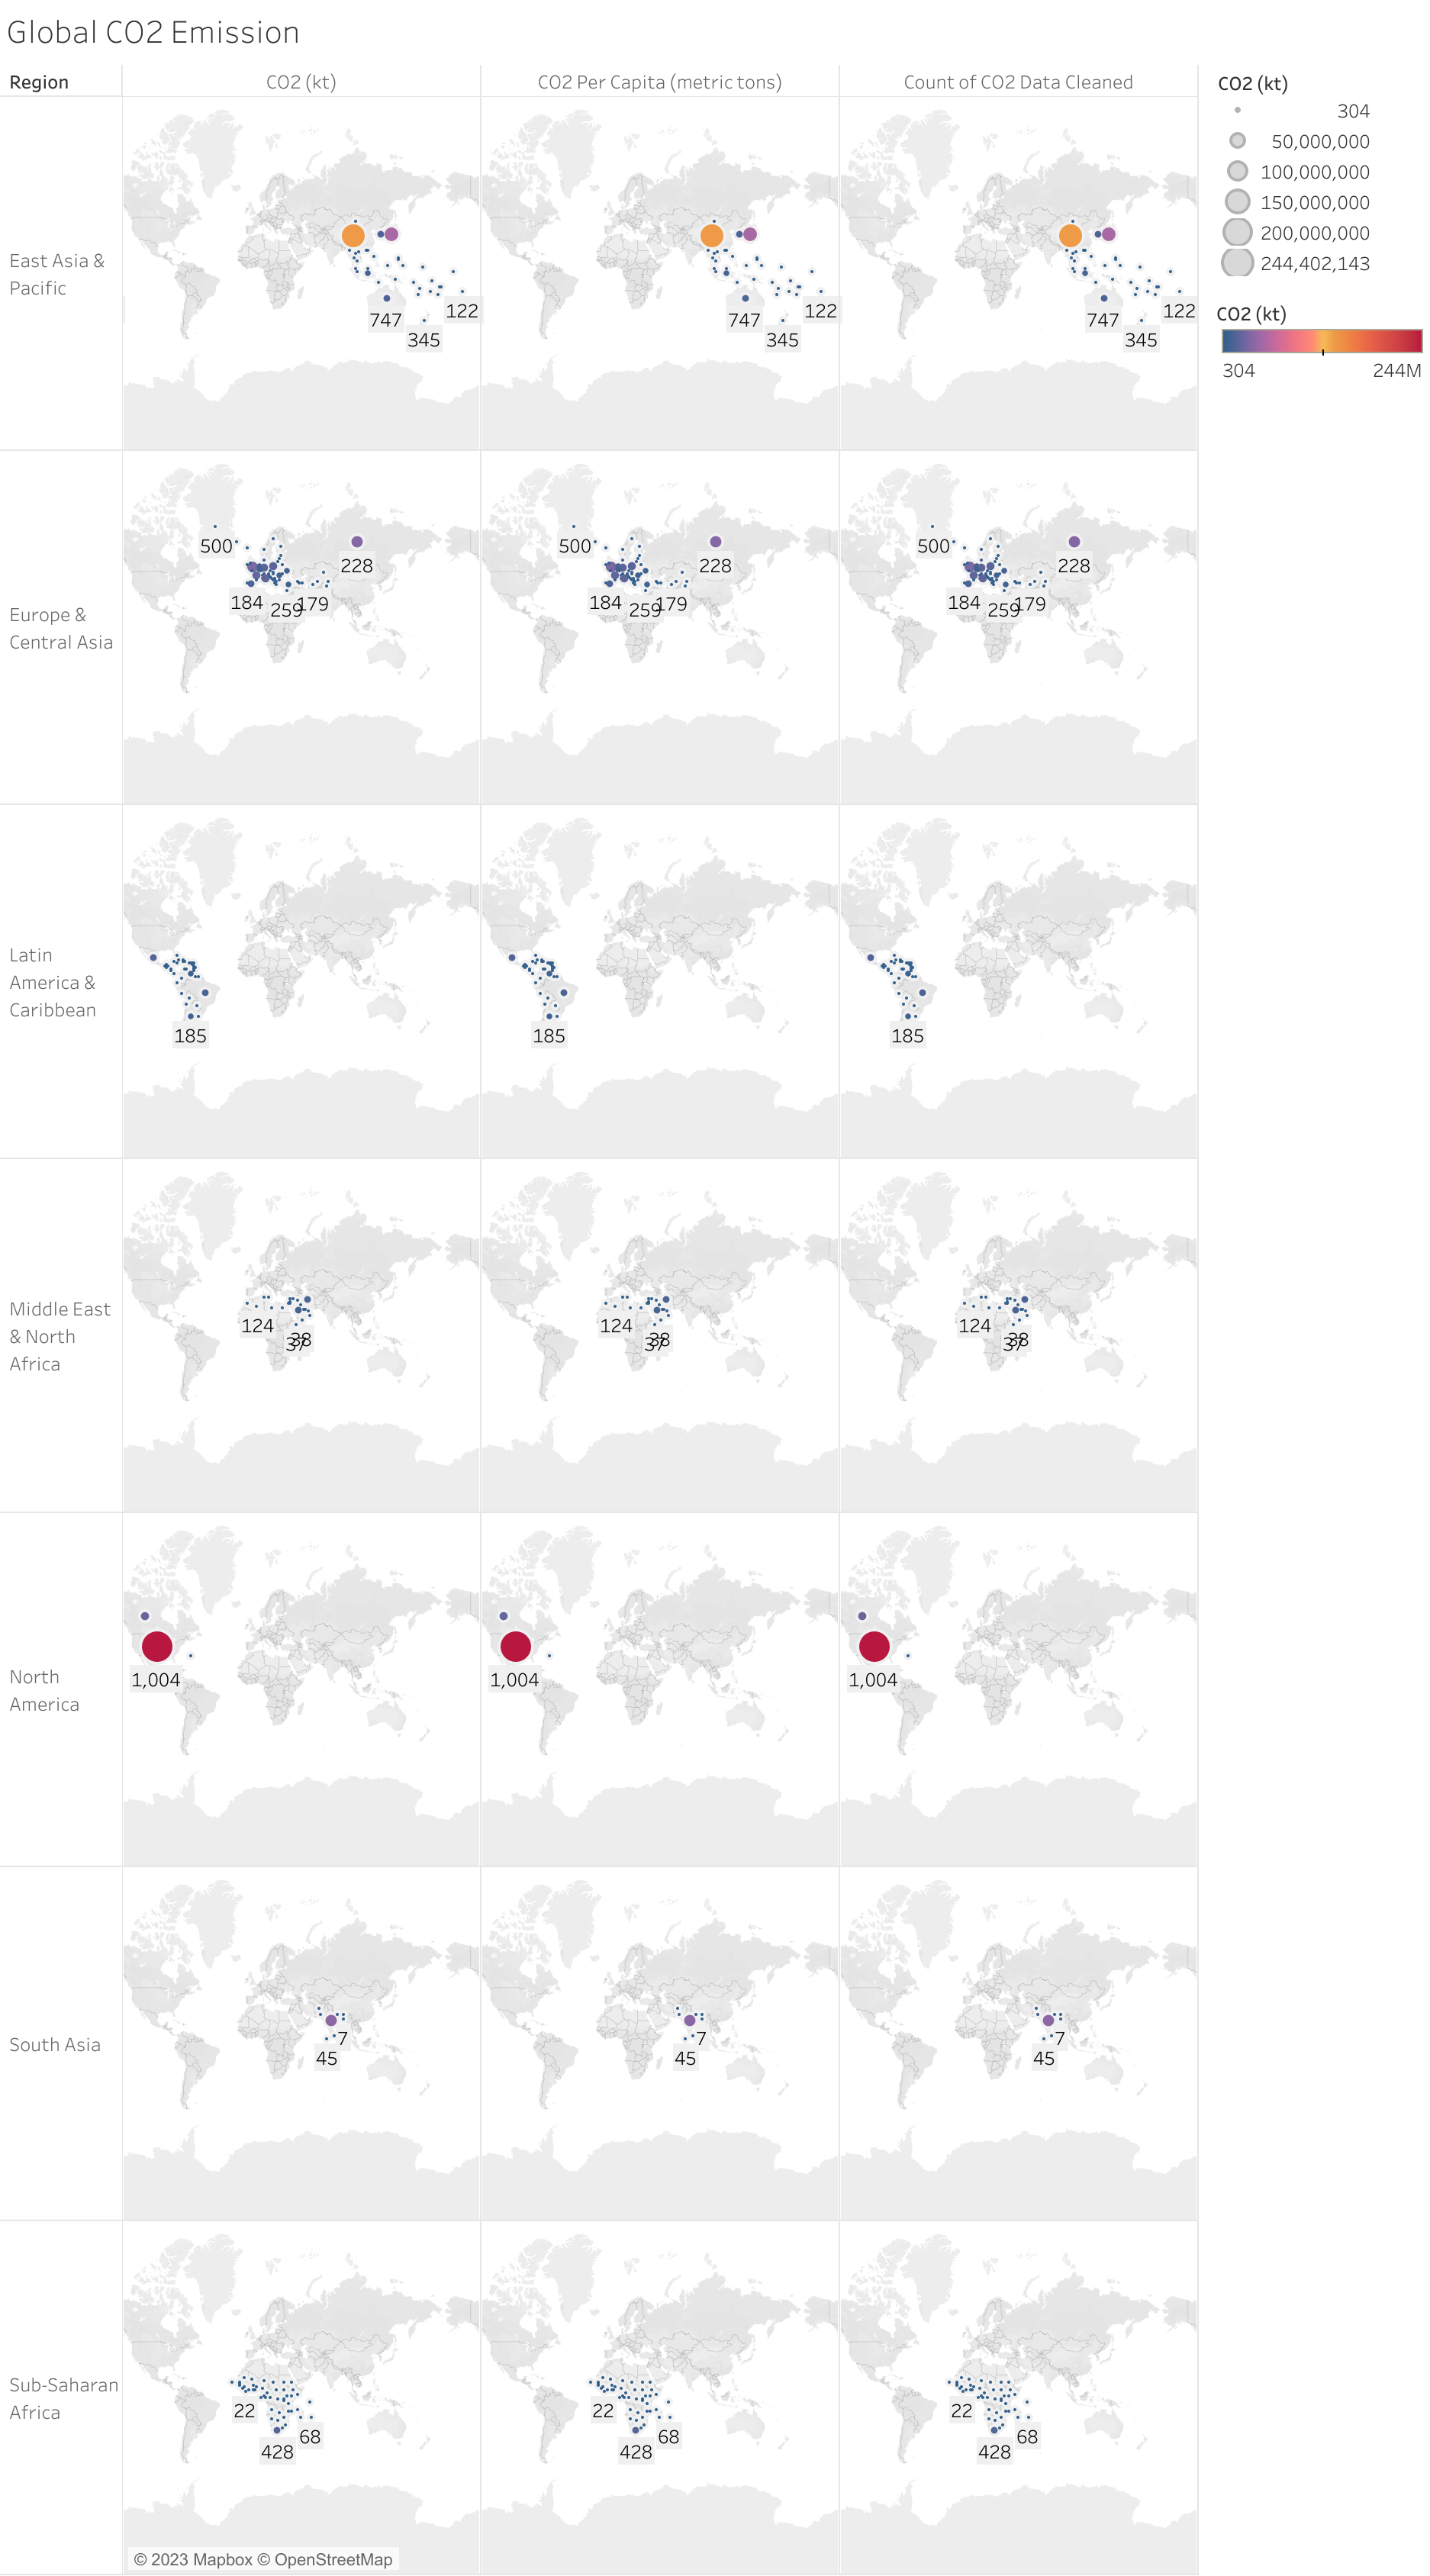 Global CO2 Emission
Region
CO2 (kt)
CO2 Per Capita (metric tons)
Count of CO2 Data Cleaned
East Asia &
Pacific
747
345
122
747
345
122
747
345
122
Europe &
Central Asia
500
228
184
259
179
500
228
184
259
179
500
228
184
259
179
Latin
America &
Caribbean
185
185
185
Middle East
& North
Africa
124
37
38
124
37
38
124
37
38
North
America
1,004
1,004
1,004
South Asia
7
45
7
45
7
45
Sub-Saharan
Africa
22
68
428
22
68
428
22
68
428
© 2023 Mapbox © OpenStreetMap
CO2 (kt)
304
50,000,000
100,000,000
150,000,000
200,000,000
244,402,143
CO2 (kt)
304
244M